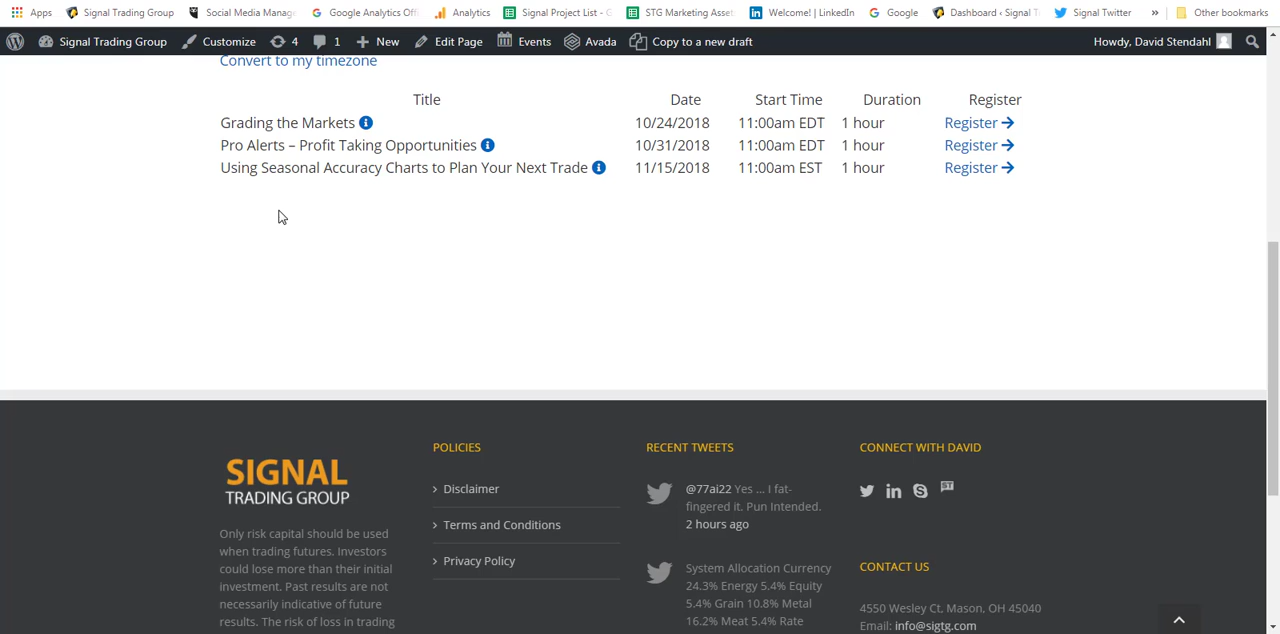 Apps Signal Trading Group Social Media Manage Google Analytics Off Analytics Signal Project List - G STG Marketing Asset Welcome! | LinkedIn Google Dashboard ‹ Signal T Signal Twitter » Other bookmarks
Signal Trading Group Customize 4 1 New Edit Page Events Avada Copy to a new draft Howdy, David Stendahl
Convert to my timezone
Title Date Start Time Duration Register
Grading the Markets 10/24/2018 11:00am EDT 1 hour Register
Pro Alerts – Profit Taking Opportunities 10/31/2018 11:00am EDT 1 hour Register
Using Seasonal Accuracy Charts to Plan Your Next Trade 11/15/2018 11:00am EST 1 hour Register
SIGNAL
TRADING GROUP
Only risk capital should be used
when trading futures. Investors
could lose more than their initial
investment. Past results are not
necessarily indicative of future
results. The risk of loss in trading
POLICIES
Disclaimer
Terms and Conditions
Privacy Policy
RECENT TWEETS
@77ai22 Yes ... I fat-
fingered it. Pun Intended.
2 hours ago
System Allocation Currency
24.3% Energy 5.4% Equity
5.4% Grain 10.8% Metal
16.2% Meat 5.4% Rate
CONNECT WITH DAVID
ST
CONTACT US
4550 Wesley Ct, Mason, OH 45040
Email: info@sigtg.com